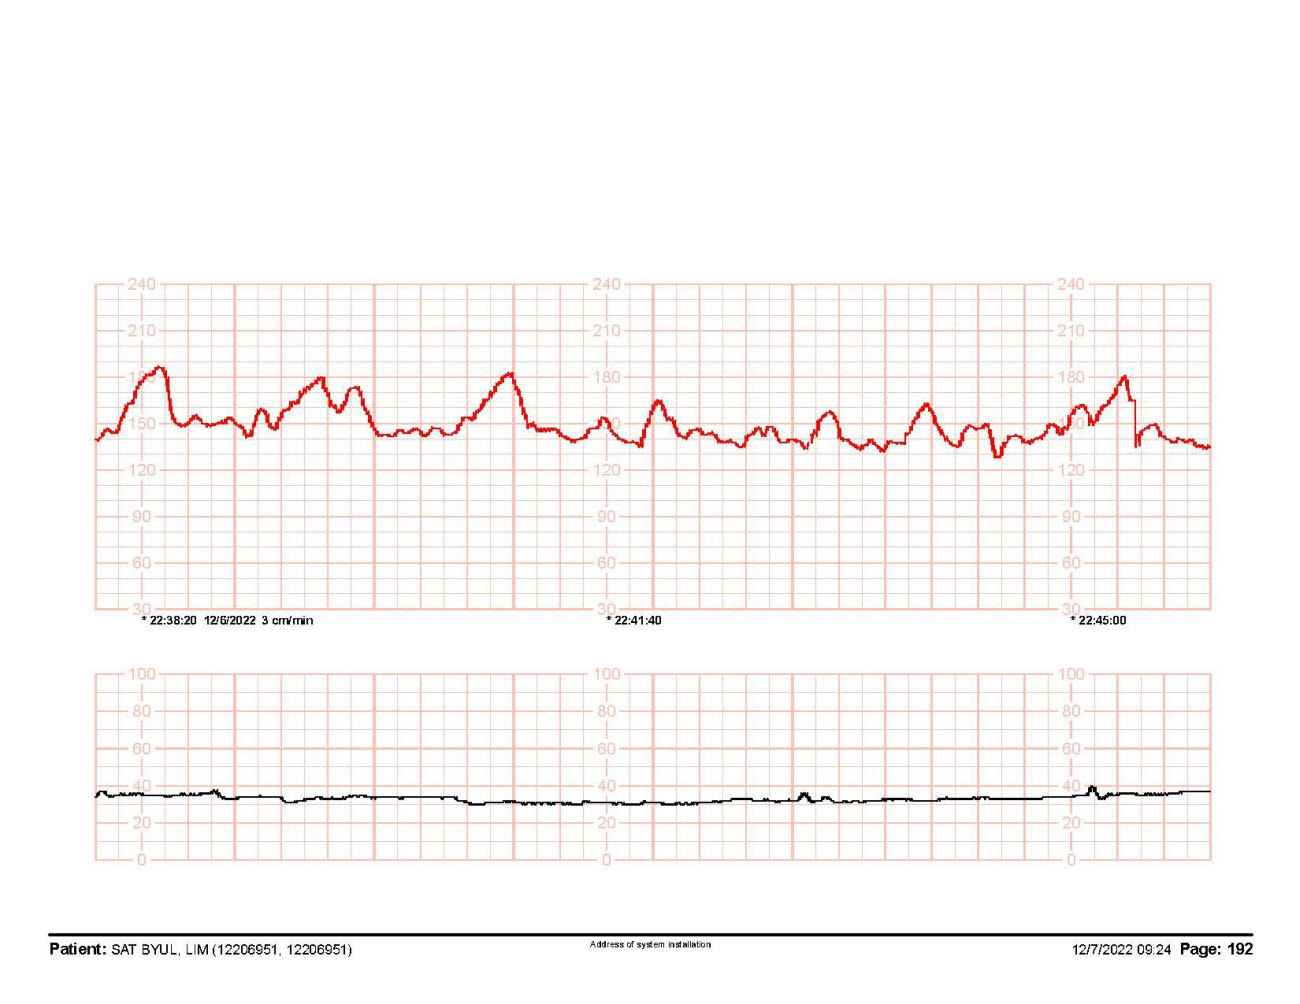 240 240 240
210 210 210
180 180 180
150 150 150
120 120 120
90 90 90
60 60 60
30 30 30
* 22:38:20 12/6/2022 3 cm/min * 22:41:40 * 22:45:00
100 100 100
80 80 80
60 60 60
40 40 40
20 20 20
0 0 0
Patient: SAT BYUL, LIM (12206951, 12206951) Address of system installation 12/7/2022 09:24 Page: 192